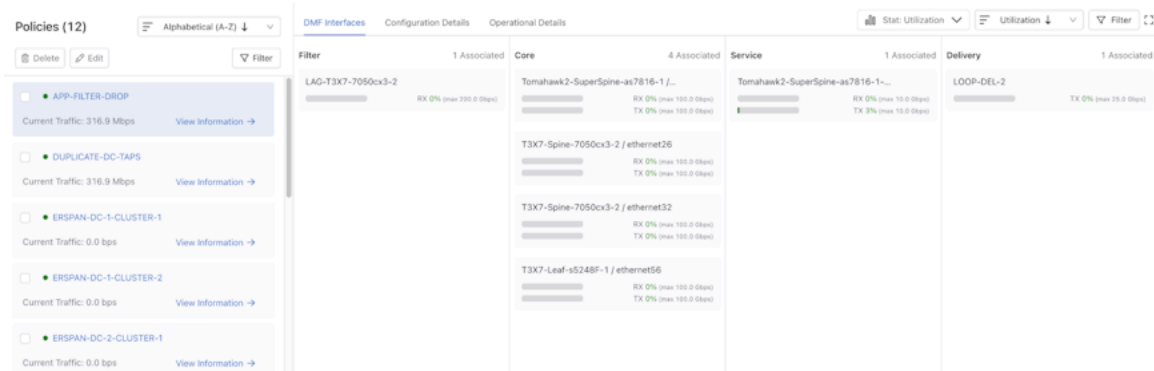 Policies (12)
Alphabetical (A-Z) ↓
Delete
Edit
Filter
APP-FILTER-DROP
Current Traffic: 316.9 Mbps
View Information →
DUPLICATE-DC-TAPS
Current Traffic: 316.9 Mbps
View Information →
ERSPAN-DC-1-CLUSTER-1
Current Traffic: 0.0 bps
View Information →
ERSPAN-DC-1-CLUSTER-2
Current Traffic: 0.0 bps
View Information →
ERSPAN-DC-2-CLUSTER-1
Current Traffic: 0.0 bps
View Information →
DMF Interfaces
Configuration Details
Operational Details
Stat: Utilization
Utilization ↓
Filter
Filter
1 Associated
LAG-T3X7-7050cx3-2
RX 0% (max 200.0 Gbps)
Core
4 Associated
Tomahawk2-SuperSpine-as7816-1 /...
RX 0% (max 100.0 Gbps)
TX 0% (max 100.0 Gbps)
T3X7-Spine-7050cx3-2 / ethernet26
RX 0% (max 100.0 Gbps)
TX 0% (max 100.0 Gbps)
T3X7-Spine-7050cx3-2 / ethernet32
RX 0% (max 100.0 Gbps)
TX 0% (max 100.0 Gbps)
T3X7-Leaf-s5248F-1 / ethernet56
RX 0% (max 100.0 Gbps)
TX 0% (max 100.0 Gbps)
Service
1 Associated
Tomahawk2-SuperSpine-as7816-1-...
RX 0% (max 10.0 Gbps)
TX 3% (max 10.0 Gbps)
Delivery
1 Associated
LOOP-DEL-2
TX 0% (max 25.0 Gbps)